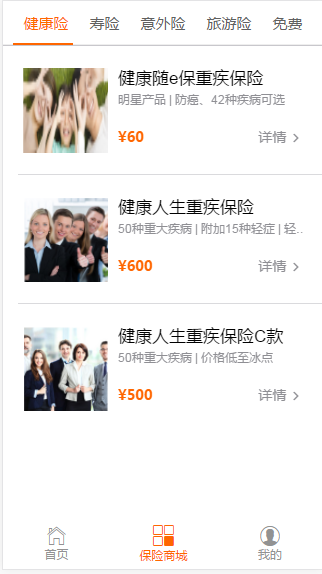 健康险 寿险 意外险 旅游险 免费
健康随e保重疾保险
明星产品 | 防癌、42种疾病可选
¥60 详情 >
健康人生重疾保险
50种重大疾病 | 附加15种轻症 | 轻..
¥600 详情 >
健康人生重疾保险C款
50种重大疾病 | 价格低至冰点
¥500 详情 >
首页 保险商城 我的